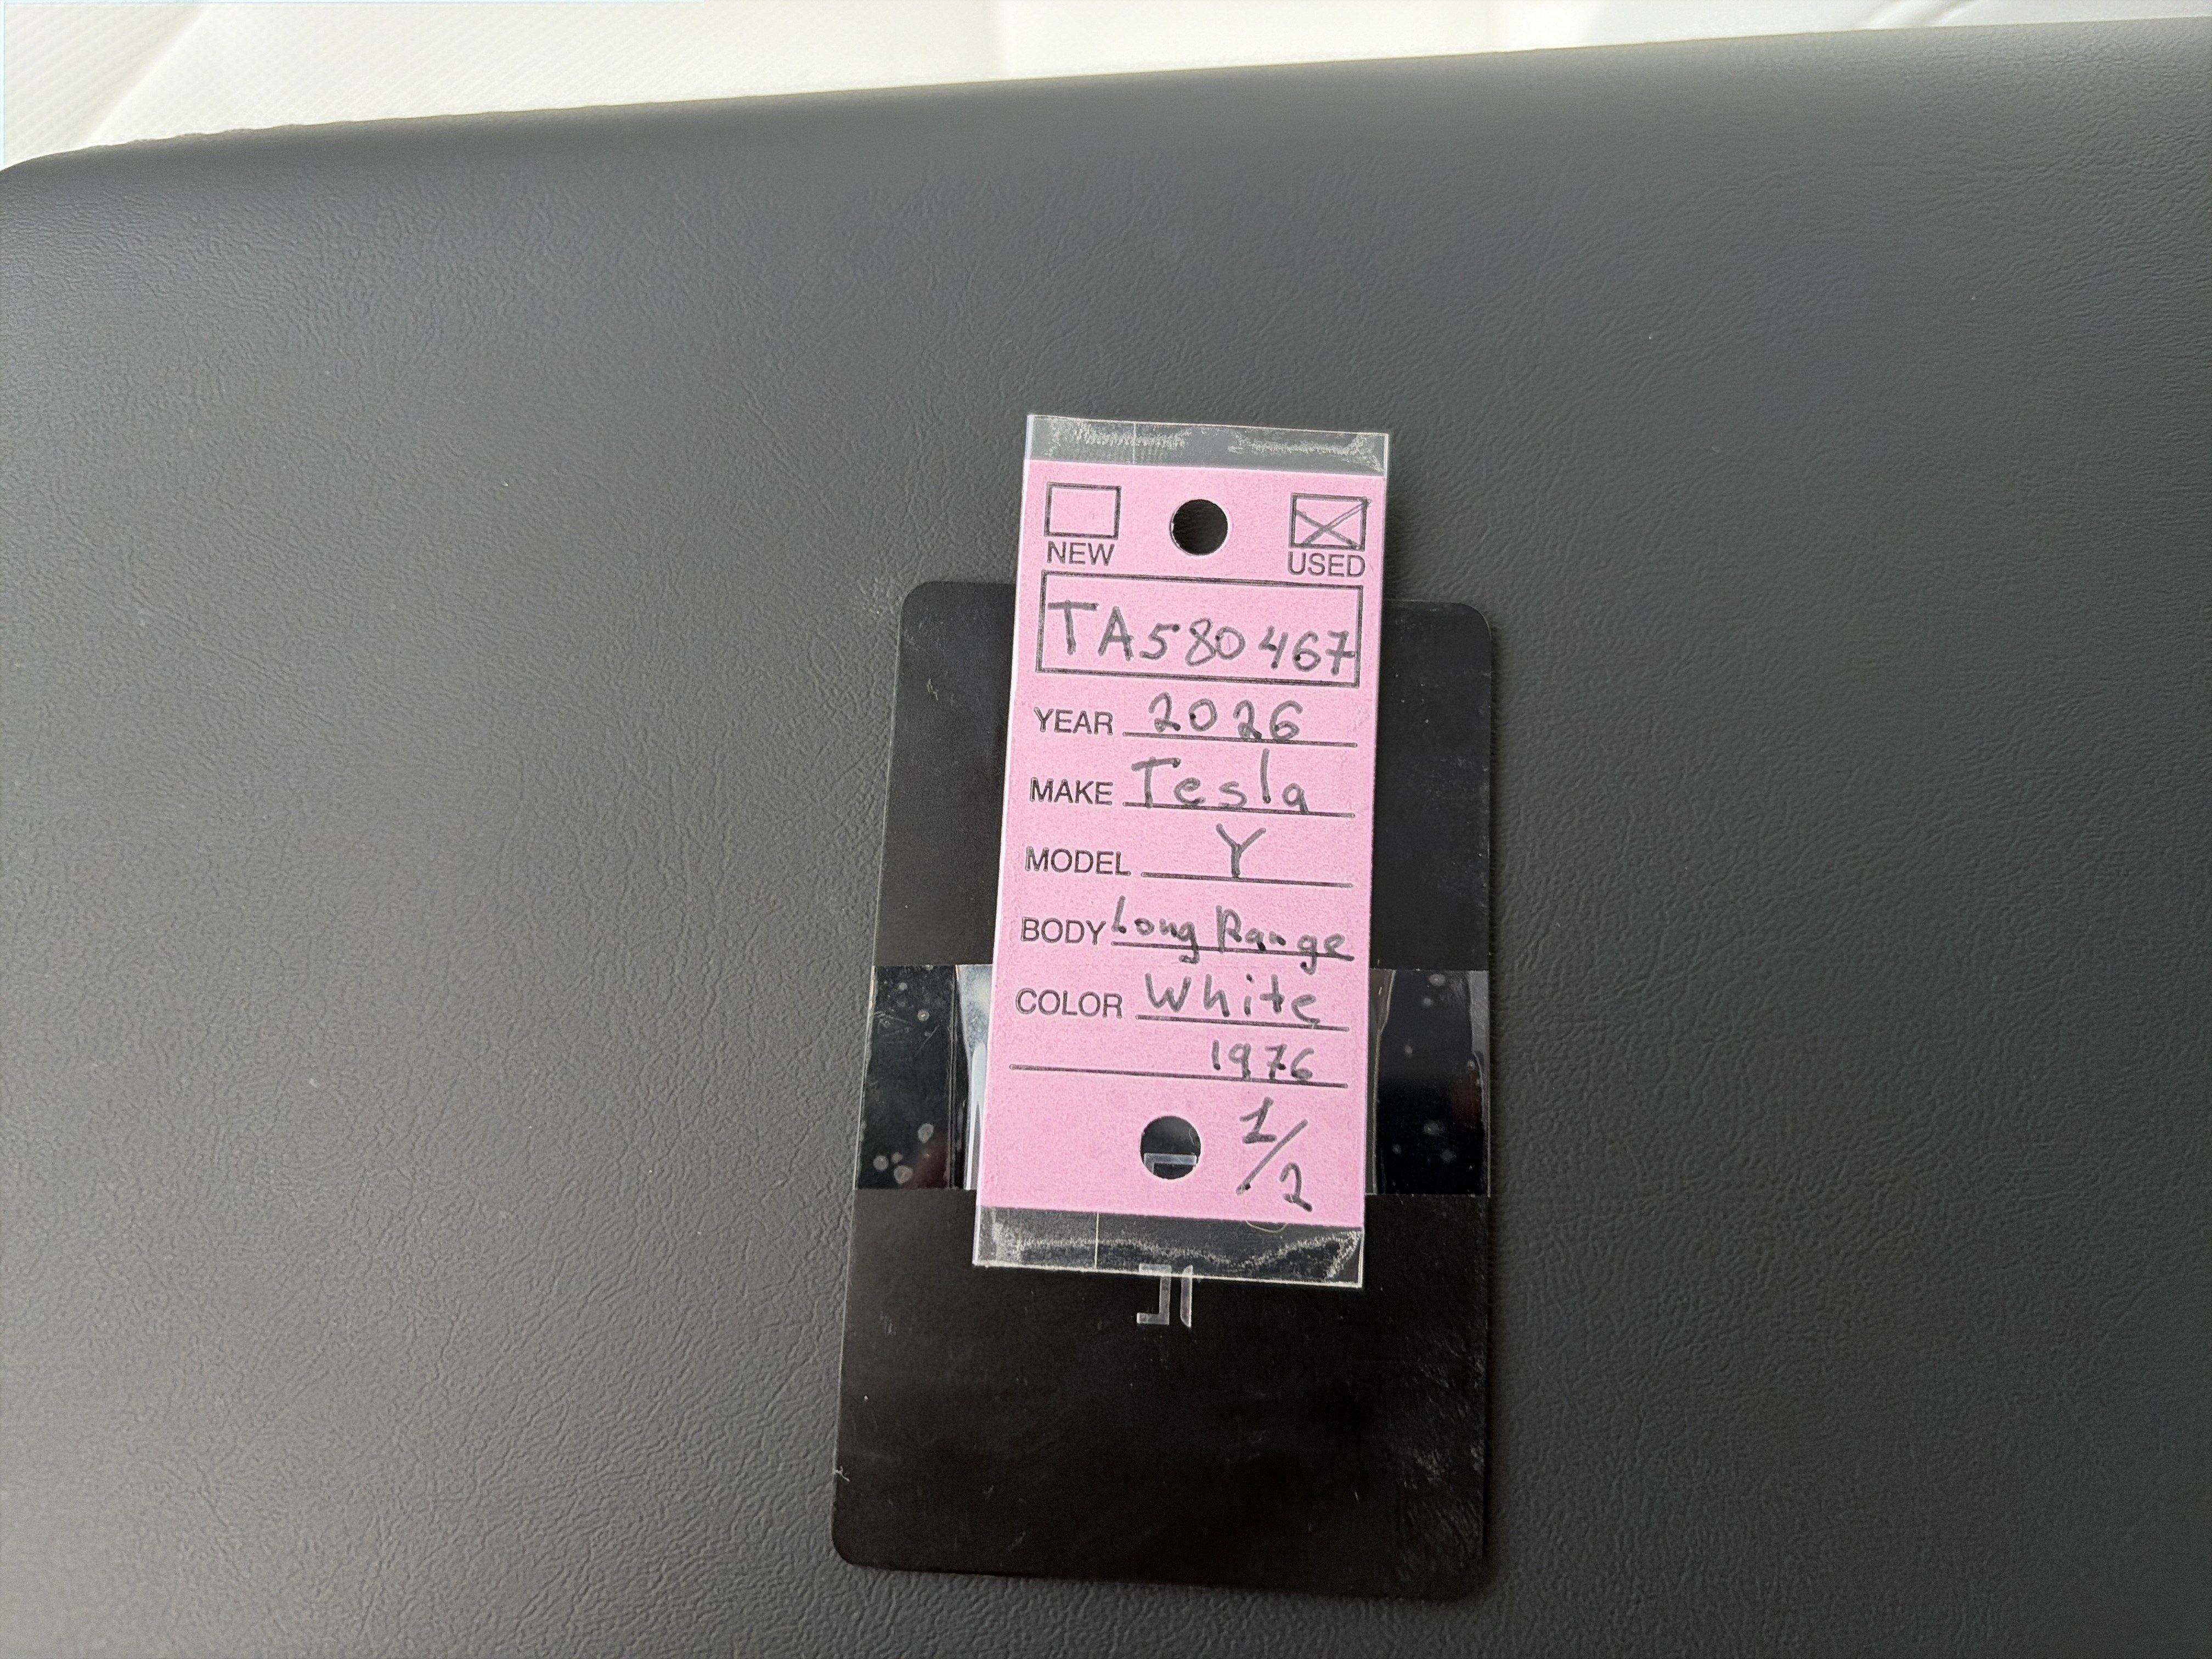 NEW USED
TA580467
YEAR 2026
MAKE Tesla
MODEL Y
BODY Long Range
COLOR White
1976
1/2